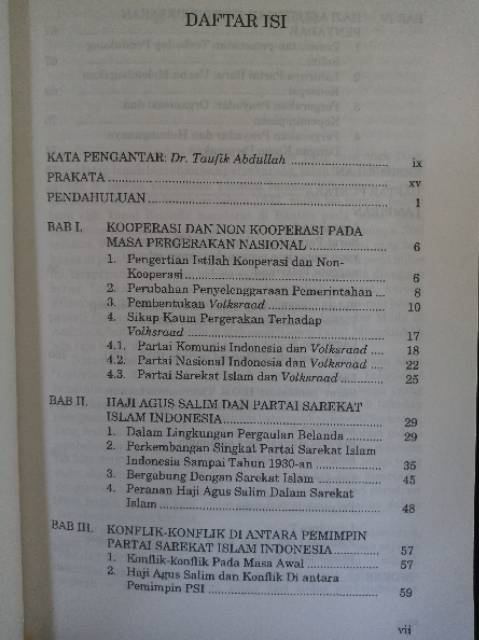 DAFTAR ISI
KATA PENGANTAR: Dr. Taufik Abdullah .......................... ix
PRAKATA .......................... xv
PENDAHULUAN .......................... 1
BAB I. KOOPERASI DAN NON KOOPERASI PADA
MASA PERGERAKAN NASIONAL .................. 6
1. Pengertian Istilah Kooperasi dan Non-
Kooperasi .......................... 6
2. Perubahan Penyelenggaraan Pemerintahan ... 8
3. Pembentukan Volksraad .......................... 10
4. Sikap Kaum Pergerakan Terhadap
Volksraad .......................... 17
4.1. Partai Komunis Indonesia dan Volksraad .... 18
4.2. Partai Nasional Indonesia dan Volksraad .... 22
4.3. Partai Sarekat Islam dan Volksraad .......... 25
BAB II. HAJI AGUS SALIM DAN PARTAI SAREKAT
ISLAM INDONESIA .......................... 29
1. Dalam Lingkungan Pergaulan Belanda ......... 29
2. Perkembangan Singkat Partai Sarekat Islam
Indonesia Sampai Tahun 1930-an ................ 35
3. Bergabung Dengan Sarekat Islam ............... 45
4. Peranan Haji Agus Salim Dalam Sarekat
Islam .......................... 48
BAB III. KONFLIK-KONFLIK DI ANTARA PEMIMPIN
PARTAI SAREKAT ISLAM INDONESIA ........... 57
1. Konflik-konflik Pada Masa Awal .................. 57
2. Haji Agus Salim dan Konflik Di antara
Pemimpin PSI .......................... 59
vii